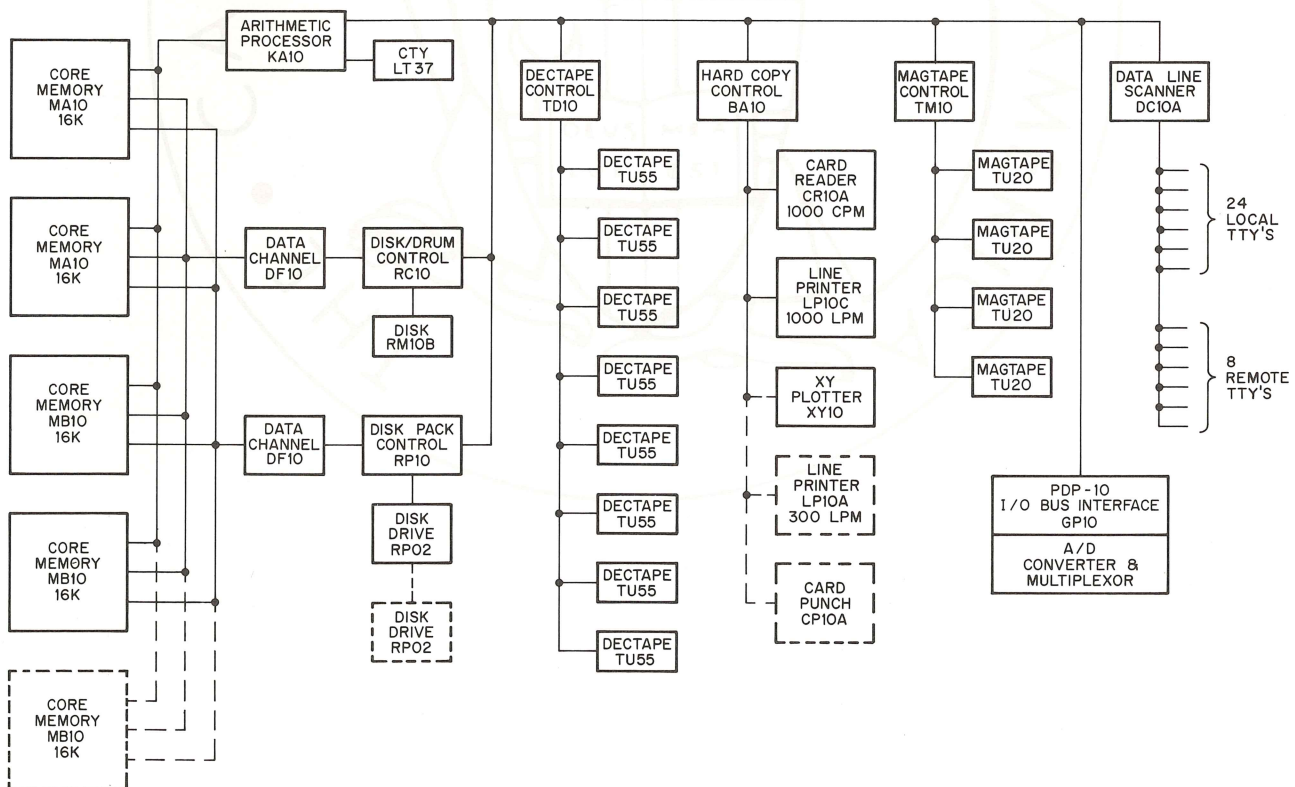 CORE
MEMORY
MA10
16K
CORE
MEMORY
MA10
16K
CORE
MEMORY
MB10
16K
CORE
MEMORY
MB10
16K
CORE
MEMORY
MB10
16K
ARITHMETIC
PROCESSOR
KA10
CTY
LT37
DATA
CHANNEL
DF10
DISK/DRUM
CONTROL
RC10
DISK
RM10B
DATA
CHANNEL
DF10
DISK PACK
CONTROL
RP10
DISK
DRIVE
RP02
DISK
DRIVE
RP02
DECTAPE
CONTROL
TD10
DECTAPE
TU55
DECTAPE
TU55
DECTAPE
TU55
DECTAPE
TU55
DECTAPE
TU55
DECTAPE
TU55
DECTAPE
TU55
DECTAPE
TU55
HARD COPY
CONTROL
BA10
CARD
READER
CR10A
1000 CPM
LINE
PRINTER
LP10C
1000 LPM
XY
PLOTTER
XY10
LINE
PRINTER
LP10A
300 LPM
CARD
PUNCH
CP10A
MAGTAPE
CONTROL
TM10
MAGTAPE
TU20
MAGTAPE
TU20
MAGTAPE
TU20
MAGTAPE
TU20
PDP-10
I/O BUS INTERFACE
GP10
A/D
CONVERTER &
MULTIPLEXOR
DATA LINE
SCANNER
DC10A
24
LOCAL
TTY'S
8
REMOTE
TTY'S